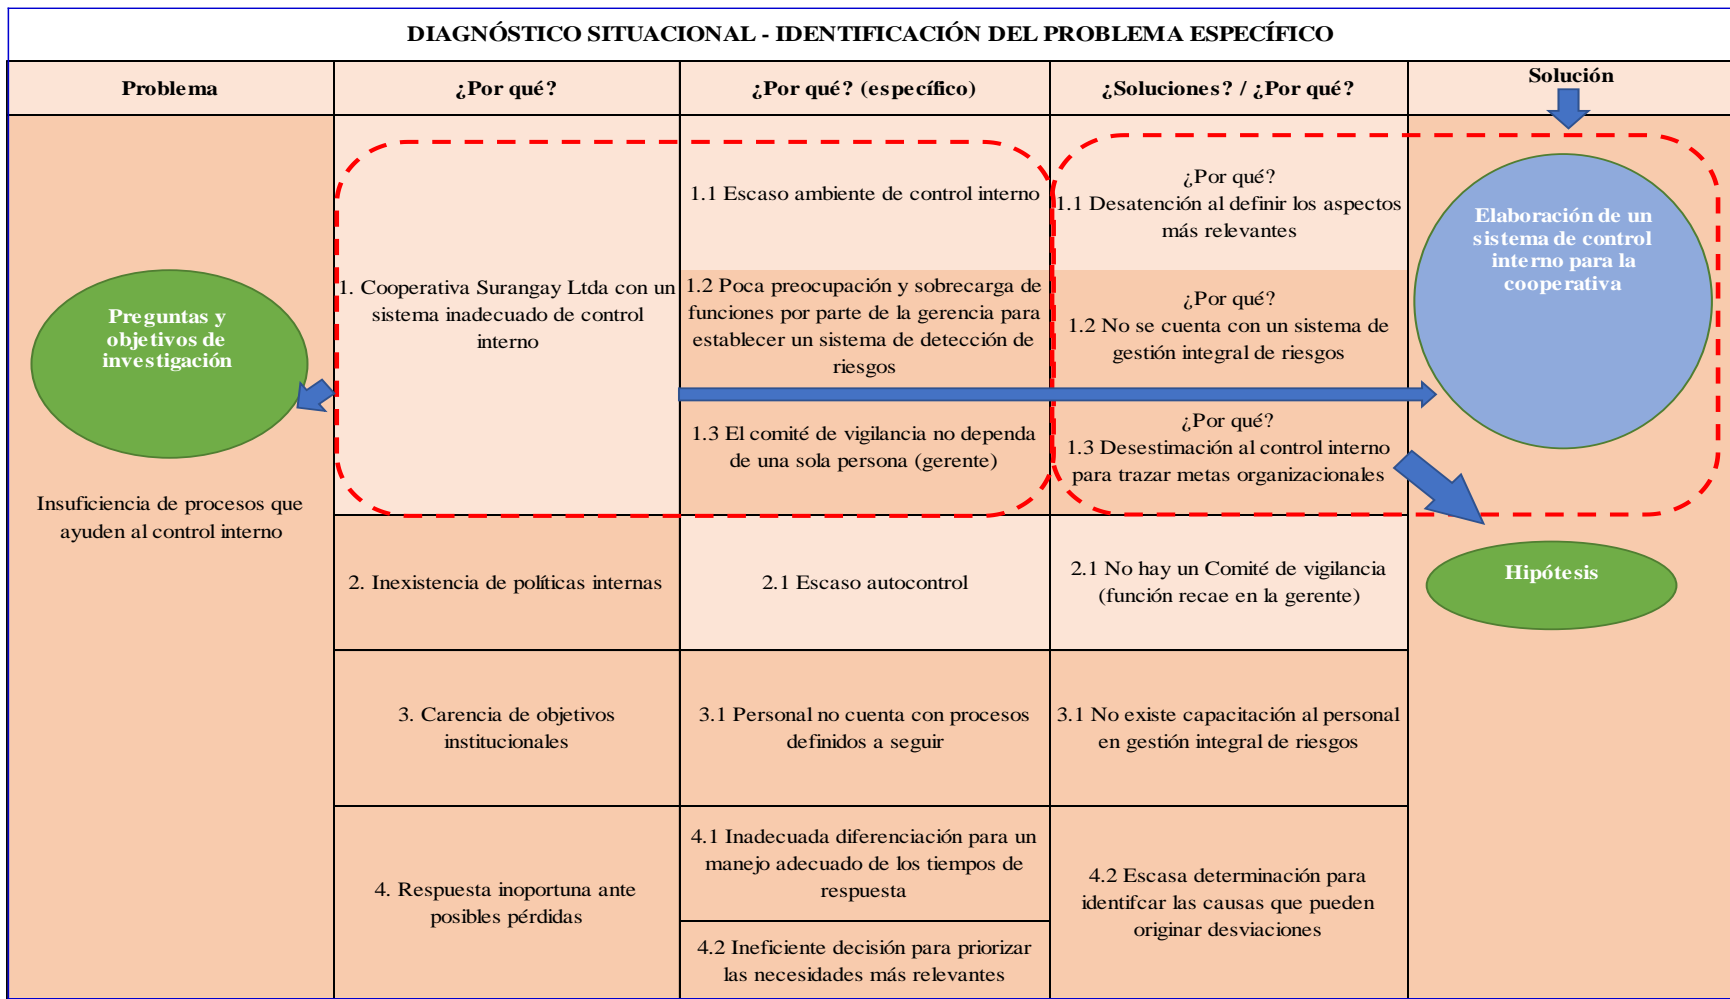 DIAGNÓSTICO SITUACIONAL - IDENTIFICACIÓN DEL PROBLEMA ESPECÍFICO
Problema
¿Por qué?
¿Por qué? (específico)
¿Soluciones? / ¿Por qué?
Solución
Preguntas y
objetivos de
investigación
Insuficiencia de procesos que
ayuden al control interno
1. Cooperativa Surangay Ltda con un
sistema inadecuado de control
interno
1.1 Escaso ambiente de control interno
¿Por qué?
1.1 Desatención al definir los aspectos
más relevantes
1.2 Poca preocupación y sobrecarga de
funciones por parte de la gerencia para
establecer un sistema de detección de
riesgos
¿Por qué?
1.2 No se cuenta con un sistema de
gestión integral de riesgos
1.3 El comité de vigilancia no dependa
de una sola persona (gerente)
¿Por qué?
1.3 Desestimación al control interno
para trazar metas organizacionales
Elaboración de un
sistema de control
interno para la
cooperativa
Hipótesis
2. Inexistencia de políticas internas
2.1 Escaso autocontrol
2.1 No hay un Comité de vigilancia
(función recae en la gerente)
3. Carencia de objetivos
institucionales
3.1 Personal no cuenta con procesos
definidos a seguir
3.1 No existe capacitación al personal
en gestión integral de riesgos
4. Respuesta inoportuna ante
posibles pérdidas
4.1 Inadecuada diferenciación para un
manejo adecuado de los tiempos de
respuesta
4.2 Ineficiente decisión para priorizar
las necesidades más relevantes
4.2 Escasa determinación para
identifcar las causas que pueden
originar desviaciones